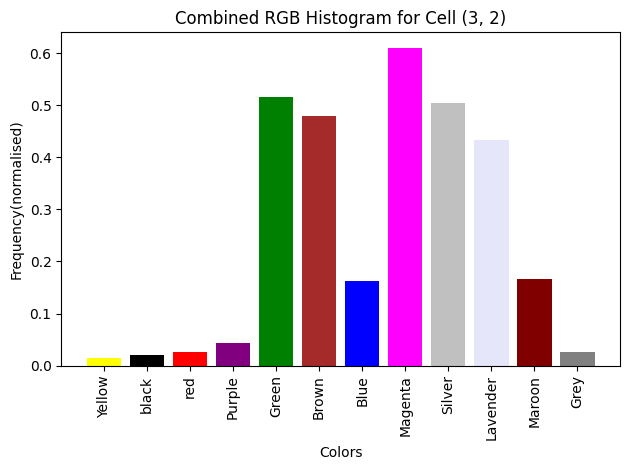 Combined RGB Histogram for Cell (3, 2)
Frequency(normalised)
0.6
0.5
0.4
0.3
0.2
0.1
0.0
Yellow
black
red
Purple
Green
Brown
Blue
Magenta
Silver
Lavender
Maroon
Grey
Colors